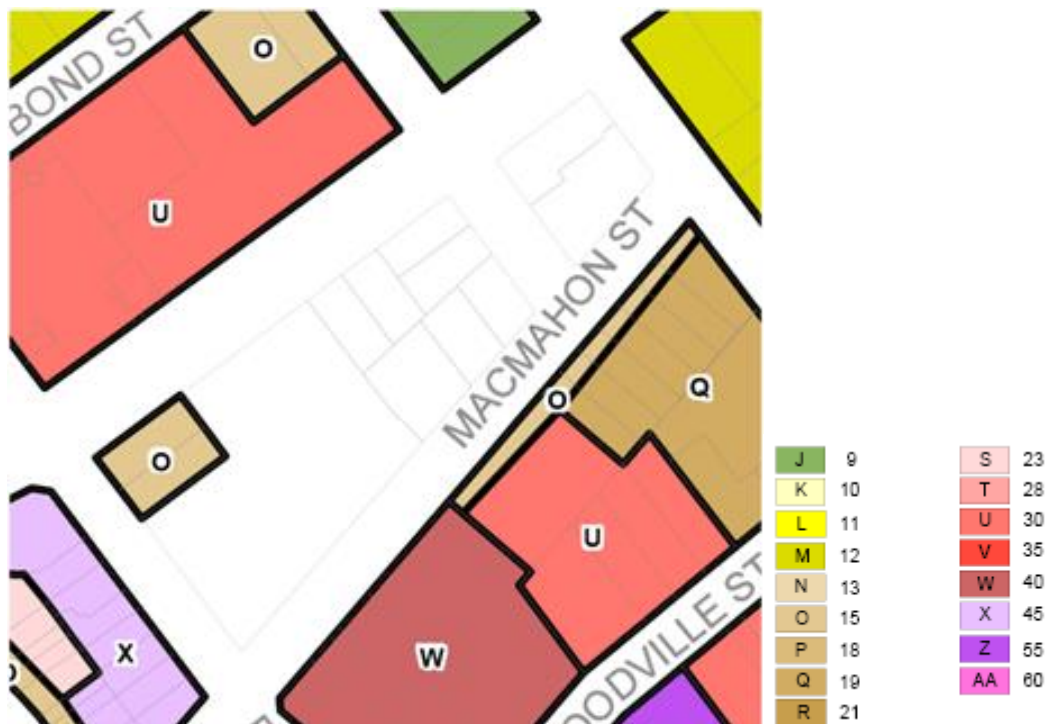 BOND ST
O
U
MACMAHON ST
O
Q
O
U
X
W
OODVILLE ST
J 9
K 10
L 11
M 12
N 13
O 15
P 18
Q 19
R 21
S 23
T 28
U 30
V 35
W 40
X 45
Z 55
AA 60